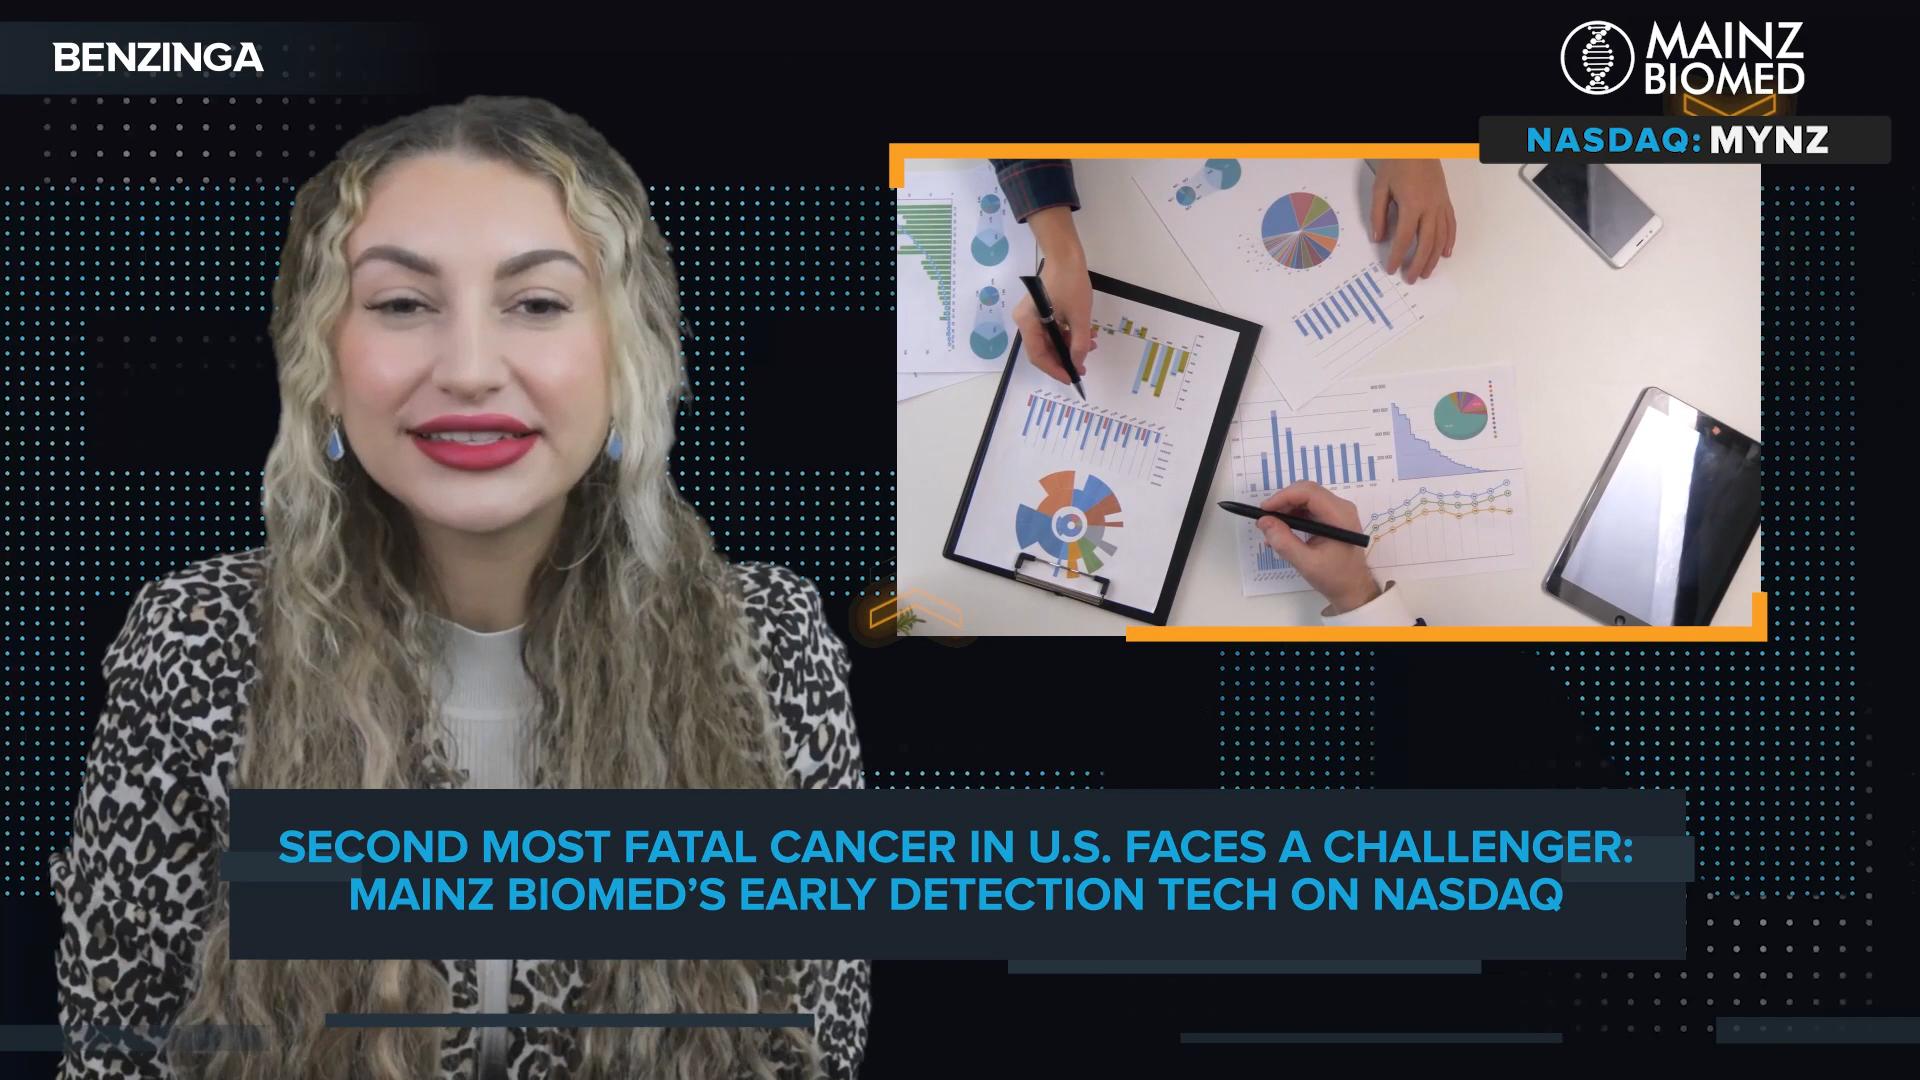 BENZINGA
MAINZ
BIOMED
NASDAQ: MYNZ
SECOND MOST FATAL CANCER IN U.S. FACES A CHALLENGER:
MAINZ BIOMED'S EARLY DETECTION TECH ON NASDAQ